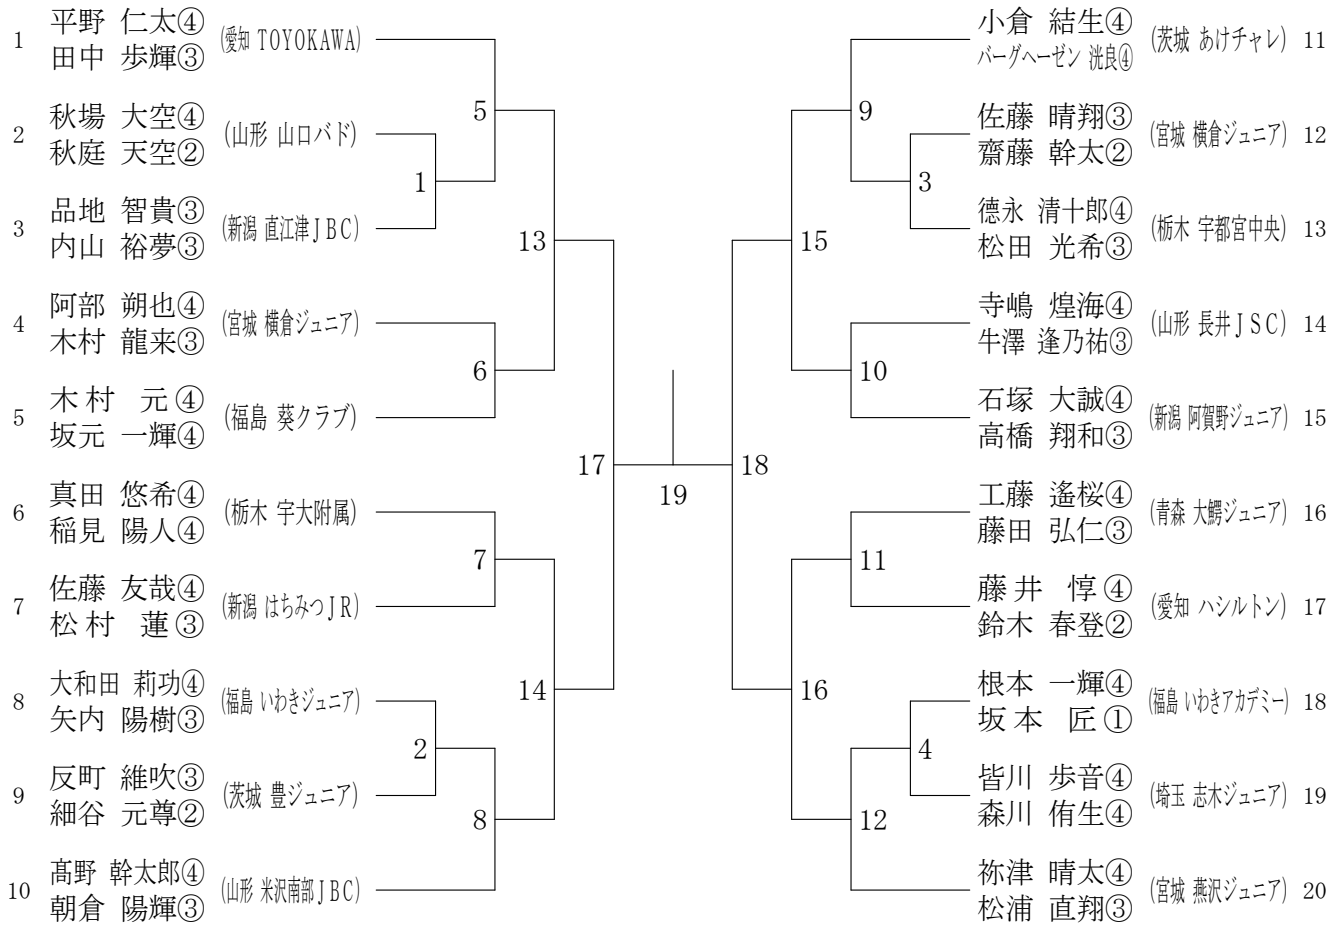 1 平野 仁太④ (愛知 TOYOKAWA)
田中 歩輝③
2 秋場 大空④ (山形 山口バド)
秋庭 天空②
3 品地 智貴③ (新潟 直江津JBC)
内山 裕夢③
4 阿部 朔也④ (宮城 横倉ジュニア)
木村 龍来③
5 木村 元④ (福島 葵クラブ)
坂元 一輝④
6 真田 悠希④ (栃木 宇大附属)
稲見 陽人④
7 佐藤 友哉④ (新潟 はちみつJR)
松村 蓮③
8 大和田 莉功④ (福島 いわきジュニア)
矢内 陽樹③
9 反町 維吹③ (茨城 豊ジュニア)
細谷 元尊②
10 髙野 幹太郎④ (山形 米沢南部JBC)
朝倉 陽輝③
5
1
13
6
17
7
14
2
8
19
9
3
15
10
18
11
16
4
12
小倉 結生④ (茨城 あけチャレ) 11
バーグヘーゼン 洸良④
佐藤 晴翔③ (宮城 横倉ジュニア) 12
齋藤 幹太②
德永 清十郎④ (栃木 宇都宮中央) 13
松田 光希③
寺嶋 煌海④ (山形 長井JSC) 14
牛澤 逢乃祐③
石塚 大誠④ (新潟 阿賀野ジュニア) 15
高橋 翔和③
工藤 遙桜④ (青森 大鰐ジュニア) 16
藤田 弘仁③
藤井 惇④ (愛知 ハシルトン) 17
鈴木 春登②
根本 一輝④ (福島 いわきアカデミー) 18
坂本 匠①
皆川 歩音④ (埼玉 志木ジュニア) 19
森川 侑生④
祢津 晴太④ (宮城 燕沢ジュニア) 20
松浦 直翔③